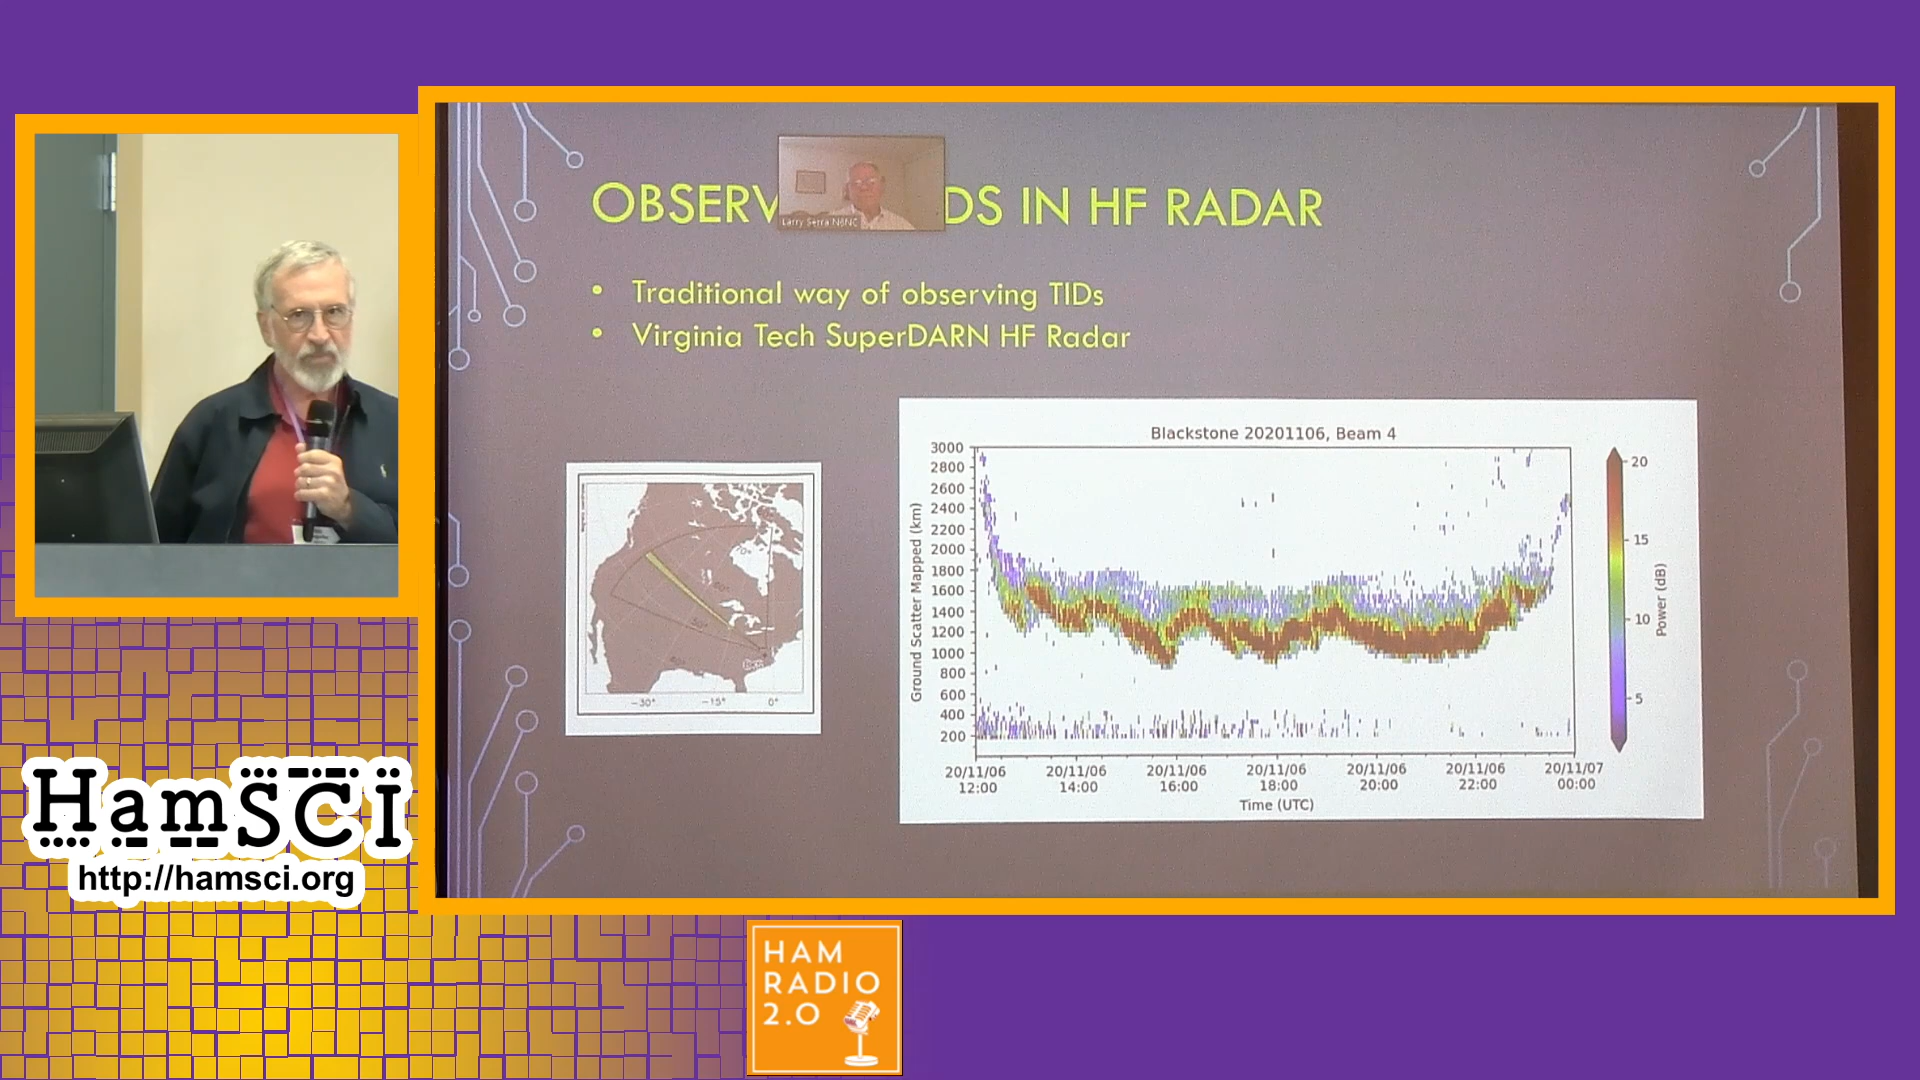 OBSERV DS IN HF RADAR
Larry Serra N6NC
• Traditional way of observing TIDs
• Virginia Tech SuperDARN HF Radar
50°
−30° −15° 0°
Blackstone 20201106, Beam 4
Ground Scatter Mapped (km)
3000
2800
2600
2400
2200
2000
1800
1600
1400
1200
1000
800
600
400
200
20/11/06 12:00
20/11/06 14:00
20/11/06 16:00
20/11/06 18:00
20/11/06 20:00
20/11/06 22:00
20/11/07 00:00
Time (UTC)
20
15
10
5
Power (dB)
HamSCI
http://hamsci.org
HAM
RADIO
2.0